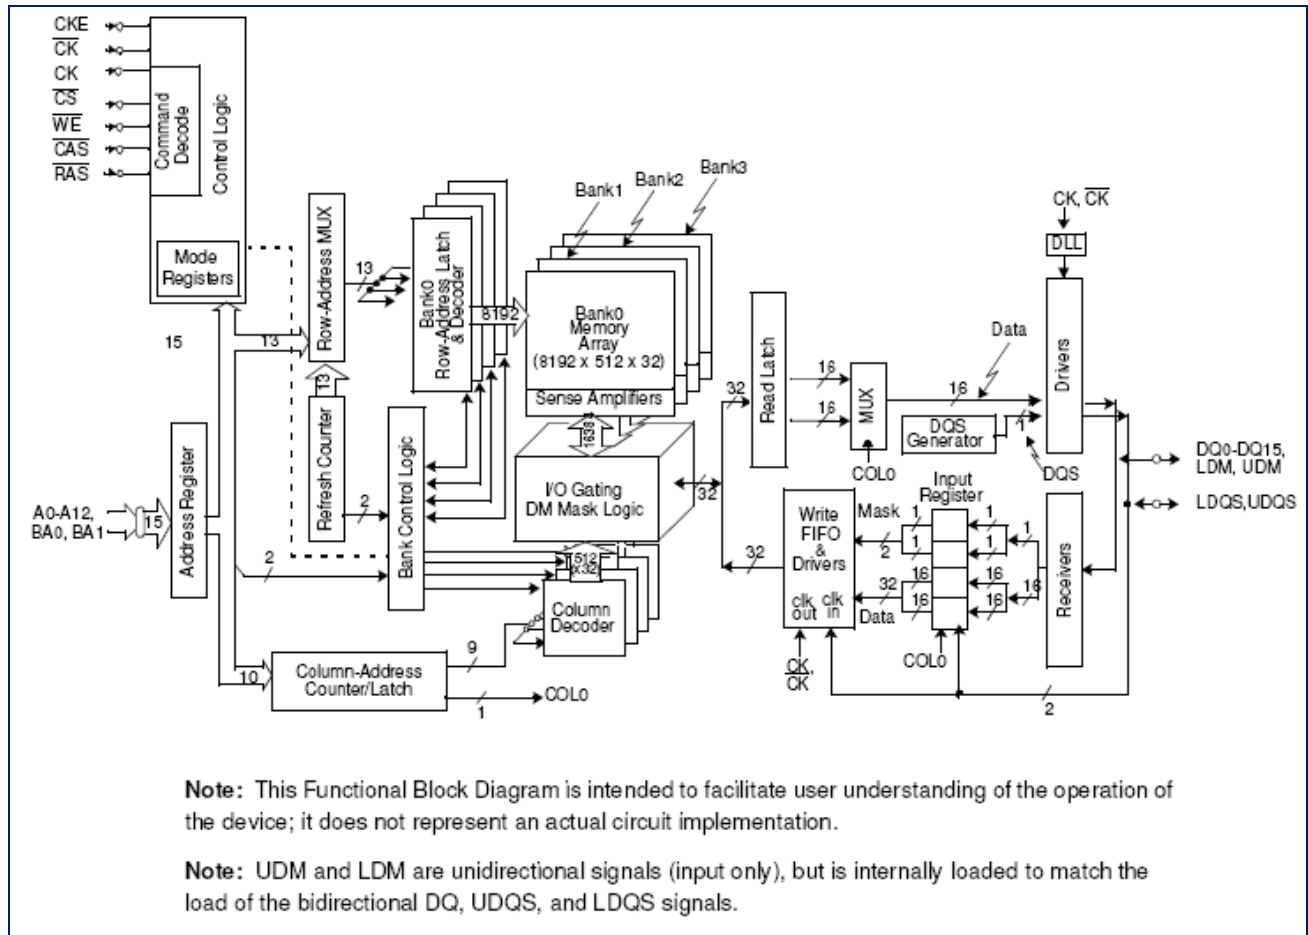 CKE
CK
CK
CS
WE
CAS
RAS
Command
Decode
Control Logic
Mode
Registers
15
13
Row-Address MUX
13
Refresh Counter
13
Bank0
Row-Address Latch
& Decoder
8192
Bank1
Bank2
Bank3
Bank0
Memory
Array
(8192 x 512 x 32)
Sense Amplifiers
1638
I/O Gating
DM Mask Logic
2
Bank Control Logic
512
(x32)
Column
Decoder
A0-A12,
BA0, BA1
15
Address Register
2
10
Column-Address
Counter/Latch
9
1
COL0
32
32
Read Latch
16
16
MUX
COL0
16
Data
DQS
Generator
1
DQS
CK, CK
DLL
Drivers
DQ0-DQ15,
LDM, UDM
LDQS,UDQS
32
Write
FIFO
&
Drivers
clk
out
clk
in
CK,
CK
Mask
2
32
Data
Input
Register
1
1
16
16
1
1
16
16
1
16
COL0
Receivers
2
Note: This Functional Block Diagram is intended to facilitate user understanding of the operation of
the device; it does not represent an actual circuit implementation.
Note: UDM and LDM are unidirectional signals (input only), but is internally loaded to match the
load of the bidirectional DQ, UDQS, and LDQS signals.